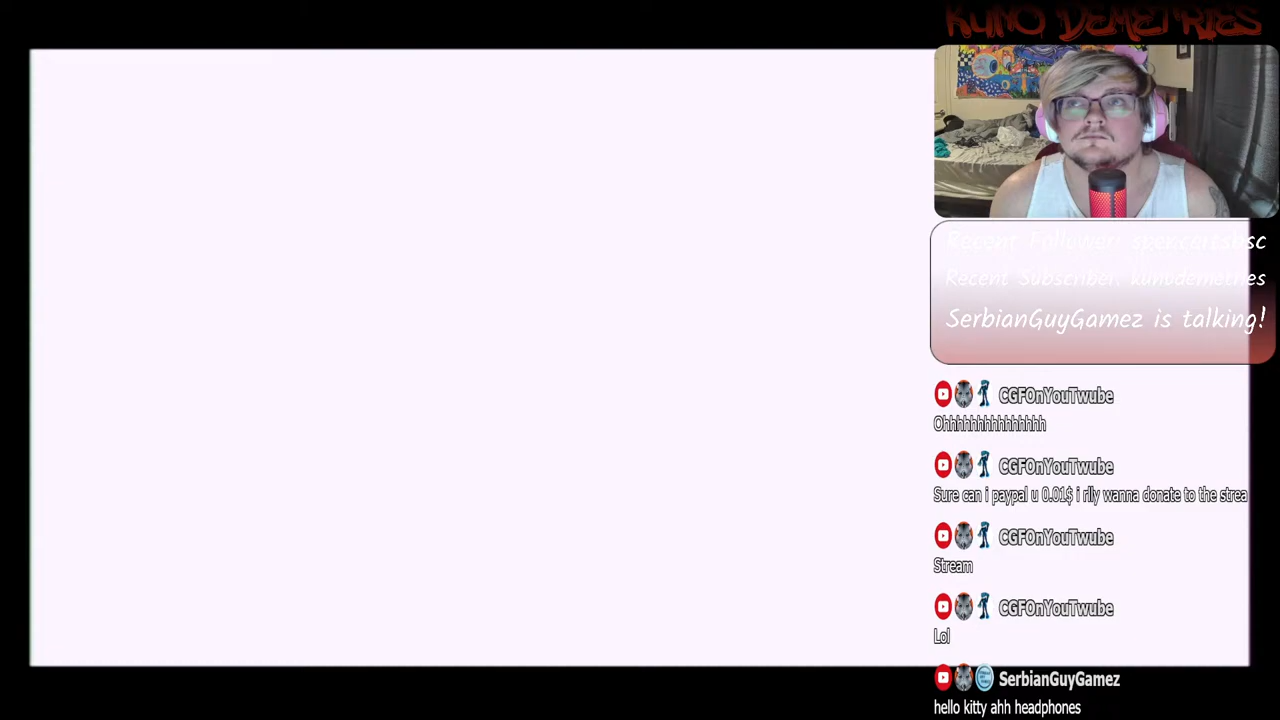 KUNO DEMETRIES
Recent Follower: spencertsbsc
Recent Subscriber: kunodemetries
SerbianGuyGamez is talking!
CGFOnYouTwube
Ohhhhhhhhhhhhhh
CGFOnYouTwube
Sure can i paypal u 0.01$ i rlly wanna donate to the strea
CGFOnYouTwube
Stream
CGFOnYouTwube
Lol
SerbianGuyGamez
hello kitty ahh headphones